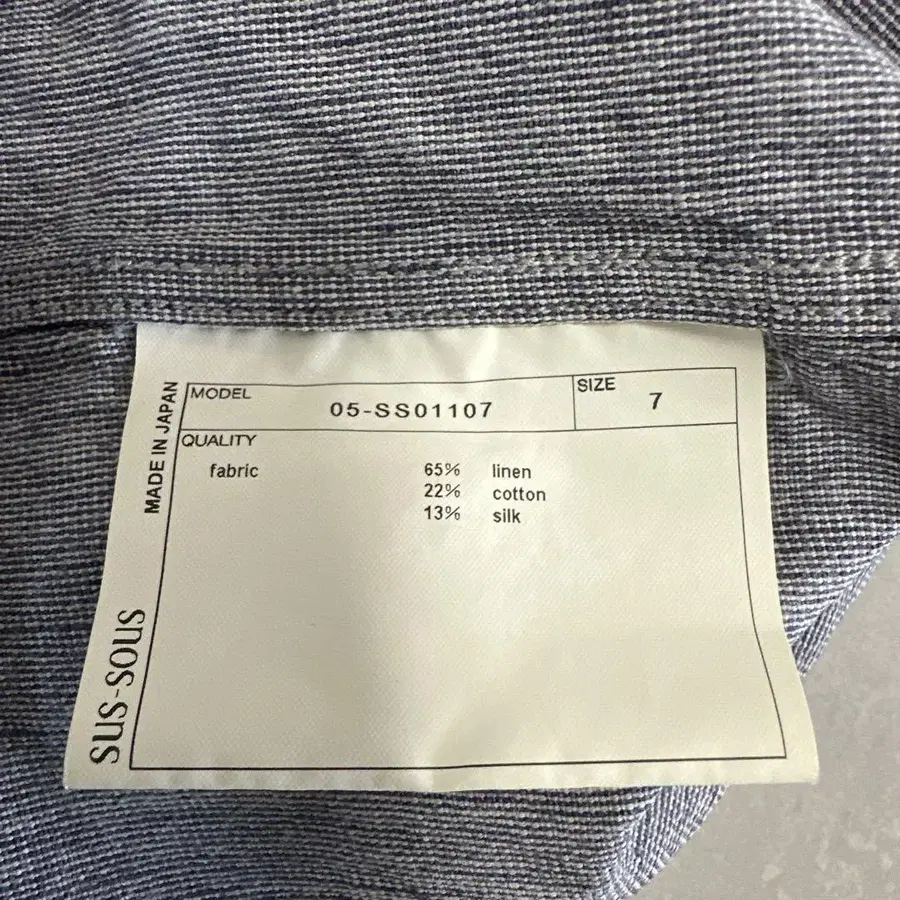 MODEL
05-SS01107
SIZE
7
QUALITY
fabric 65% linen
22% cotton
13% silk
MADE IN JAPAN
SUS-SOUS